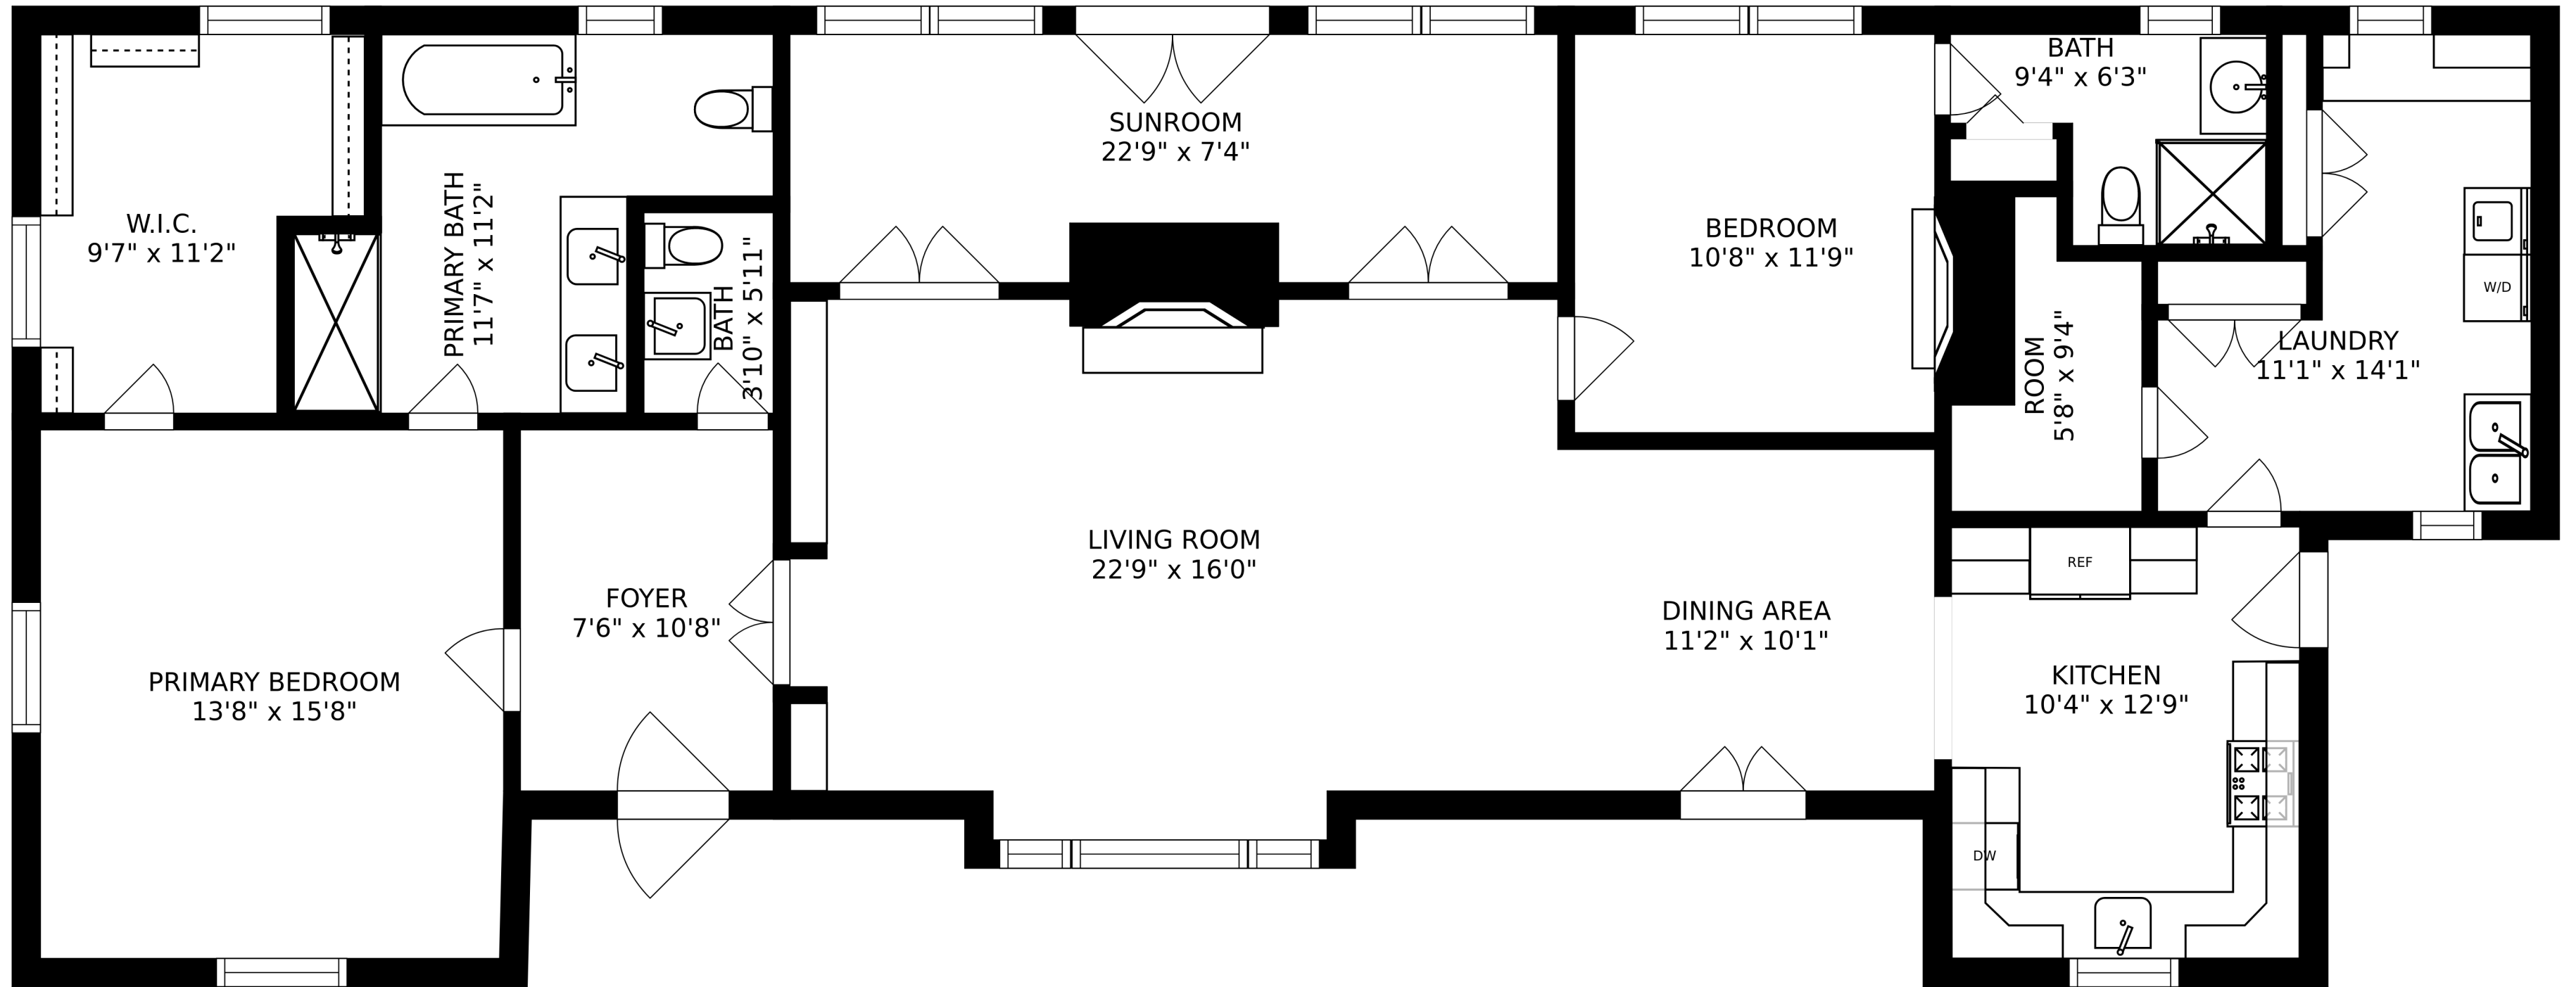 W.I.C.
9'7" x 11'2"
PRIMARY BATH
11'7" x 11'2"
BATH
3'10" x 5'11"
SUNROOM
22'9" x 7'4"
BEDROOM
10'8" x 11'9"
BATH
9'4" x 6'3"
ROOM
5'8" x 9'4"
W/D
LAUNDRY
11'1" x 14'1"
PRIMARY BEDROOM
13'8" x 15'8"
FOYER
7'6" x 10'8"
LIVING ROOM
22'9" x 16'0"
DINING AREA
11'2" x 10'1"
REF
KITCHEN
10'4" x 12'9"
DW